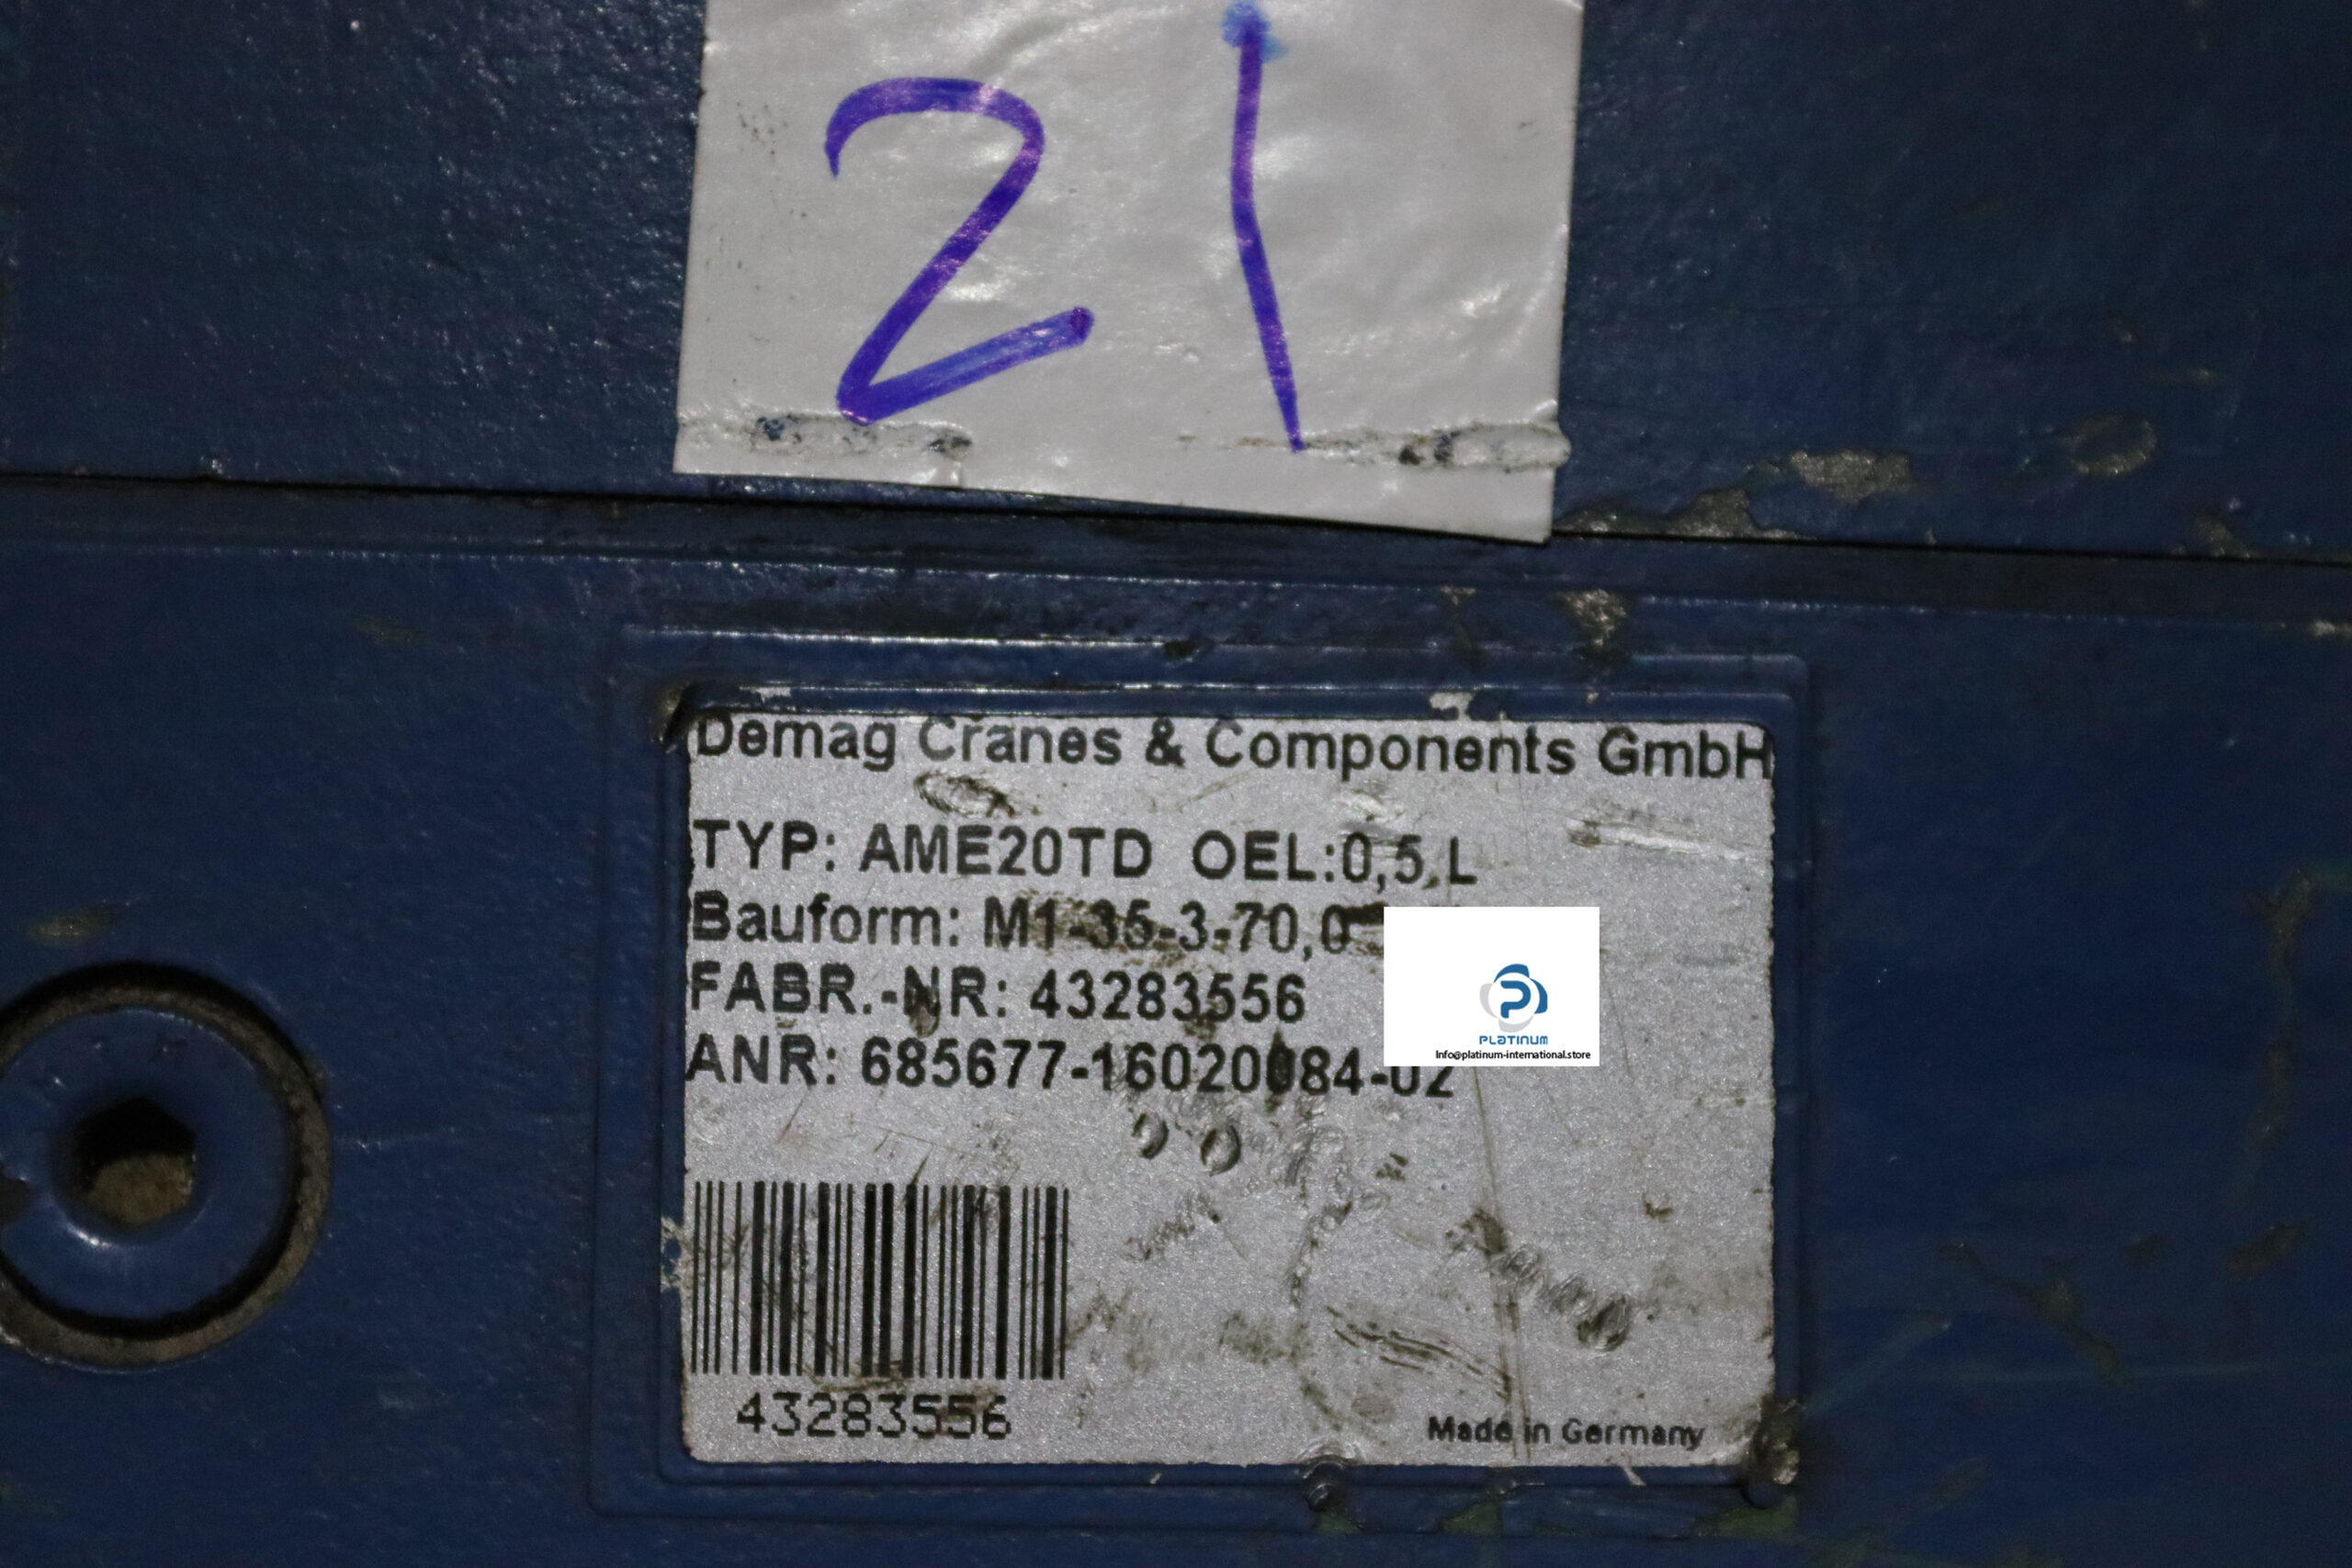 21
Demag Cranes & Components GmbH
TYP: AME20TD OEL:0,5 L
Bauform: M1-35-3-70,0
FABR.-NR: 43283556
PLATINUM
Info@platinum-international.store
ANR: 685677-16020084-02
43283556
Made in Germany